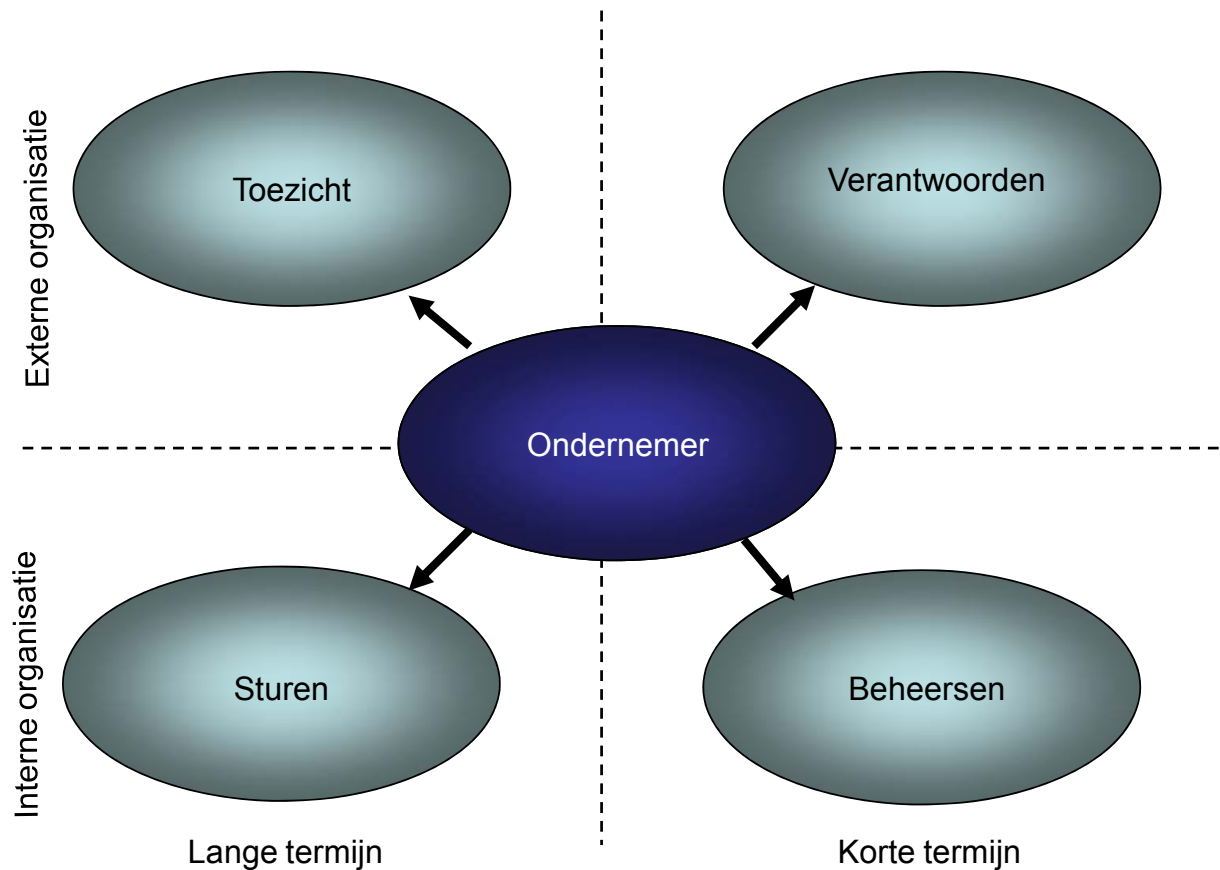 Externe organisatie
Toezicht
Verantwoorden
Ondernemer
Interne organisatie
Sturen
Beheersen
Lange termijn
Korte termijn